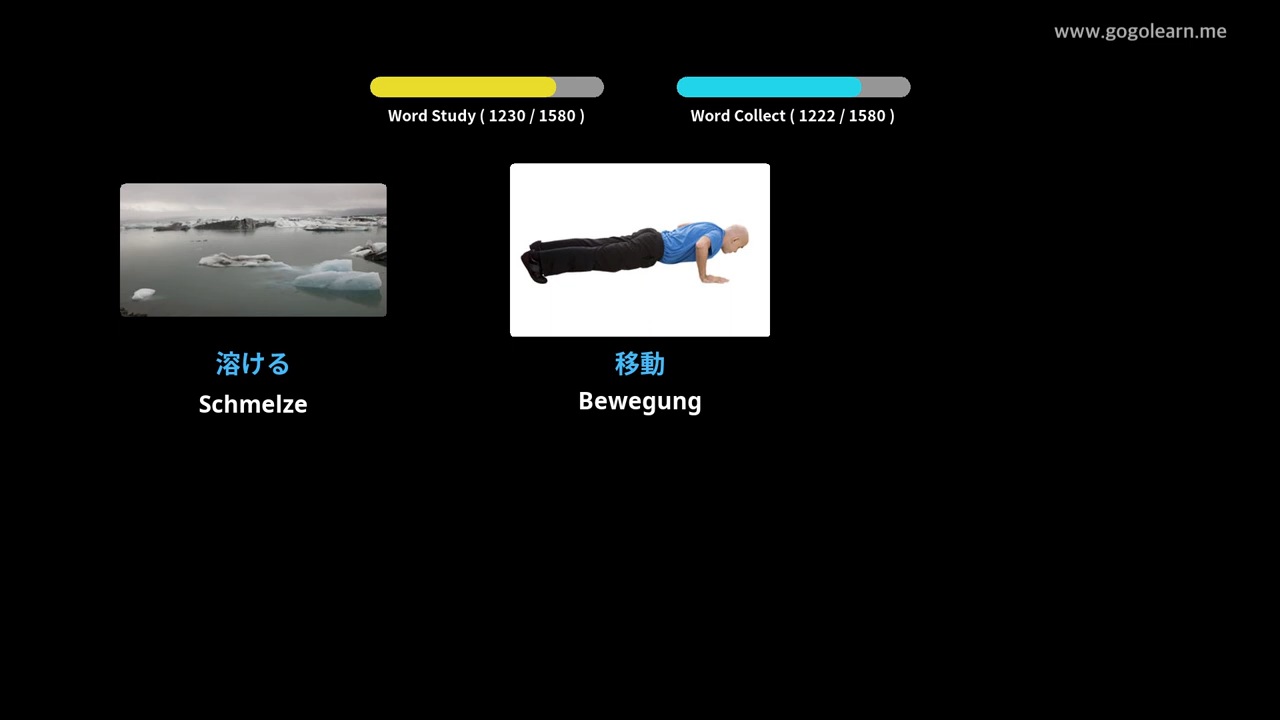 www.gogolearn.me
Word Study ( 1230 / 1580 )
Word Collect ( 1222 / 1580 )
溶ける
Schmelze
移動
Bewegung